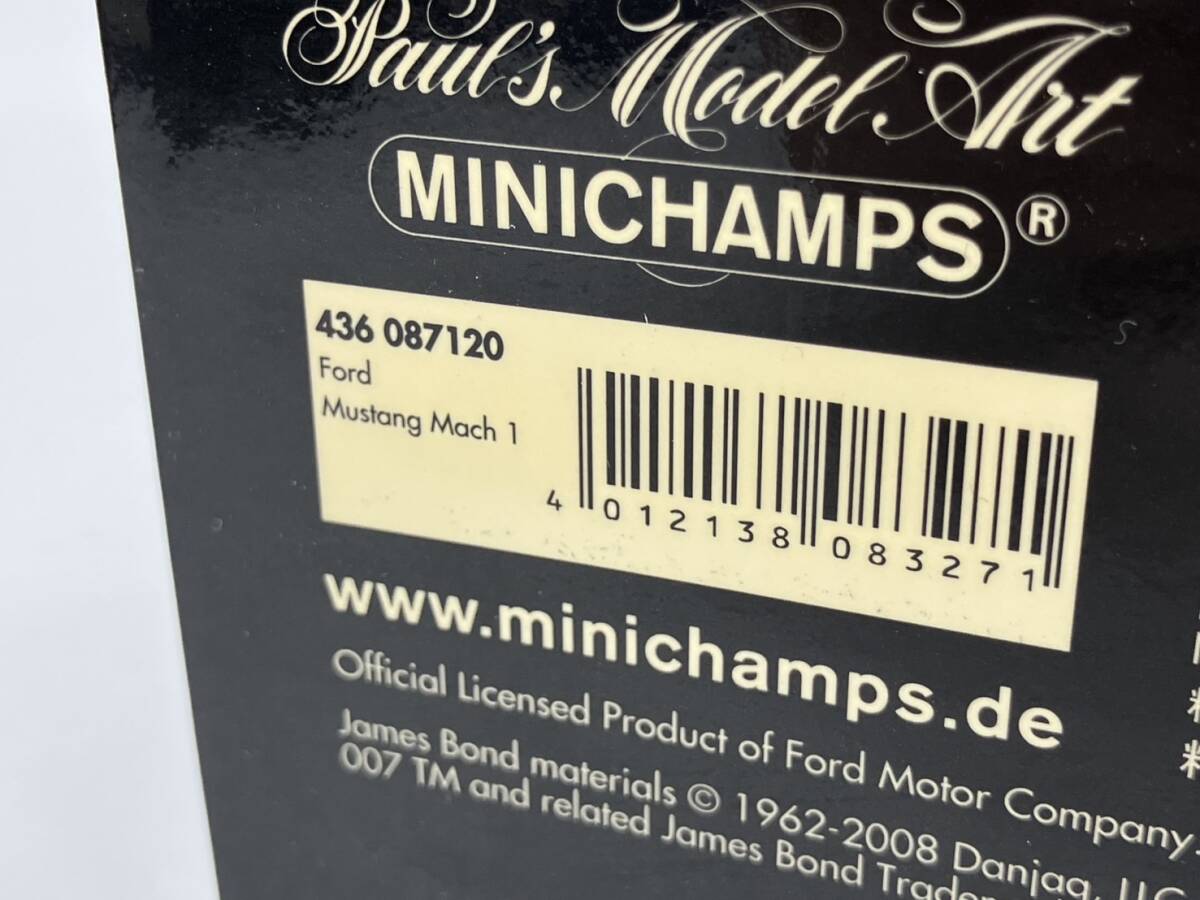 Paul's Model Art
MINICHAMPS ®
436 087120
Ford
Mustang Mach 1
4 012138 083271
www.minichamps.de
Official Licensed Product of Ford Motor Company.
James Bond materials © 1962-2008 Danjaq, LLC
007 TM and related James Bond